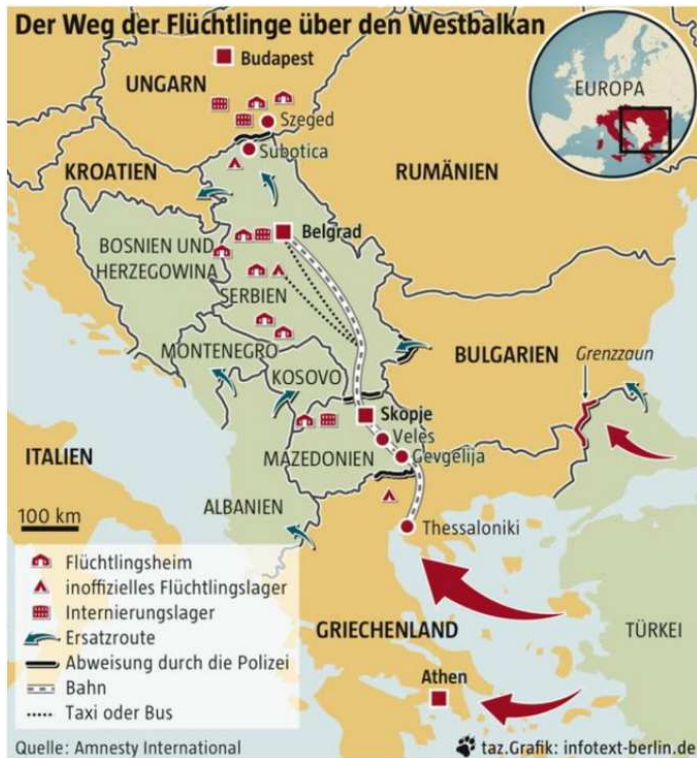 Der Weg der Flüchtlinge über den Westbalkan
Budapest
UNGARN
EUROPA
Szeged
Subotica
KROATIEN
RUMÄNIEN
Belgrad
BOSNIEN UND
HERZEGOWINA
SERBIEN
MONTENEGRO
BULGARIEN
Grenzzaun
KOSOVO
Skopje
Veles
Gevgelija
ITALIEN
MAZEDONIEN
ALBANIEN
100 km
Thessaloniki
Flüchtlingsheim
inoffizielles Flüchtlingslager
Internierungslager
Ersatzroute
Abweisung durch die Polizei
Bahn
Taxi oder Bus
GRIECHENLAND
TÜRKEI
Athen
Quelle: Amnesty International
taz.Grafik: infotext-berlin.de